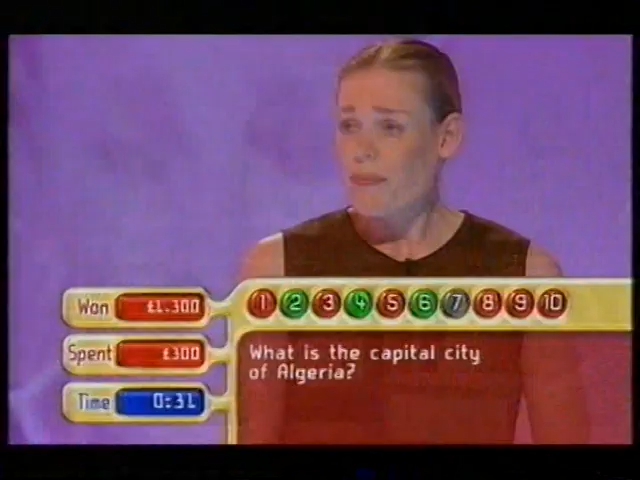 Won £1,300 1 2 3 4 5 6 7 8 9 10
Spent £300
Time 0:31
What is the capital city
of Algeria?